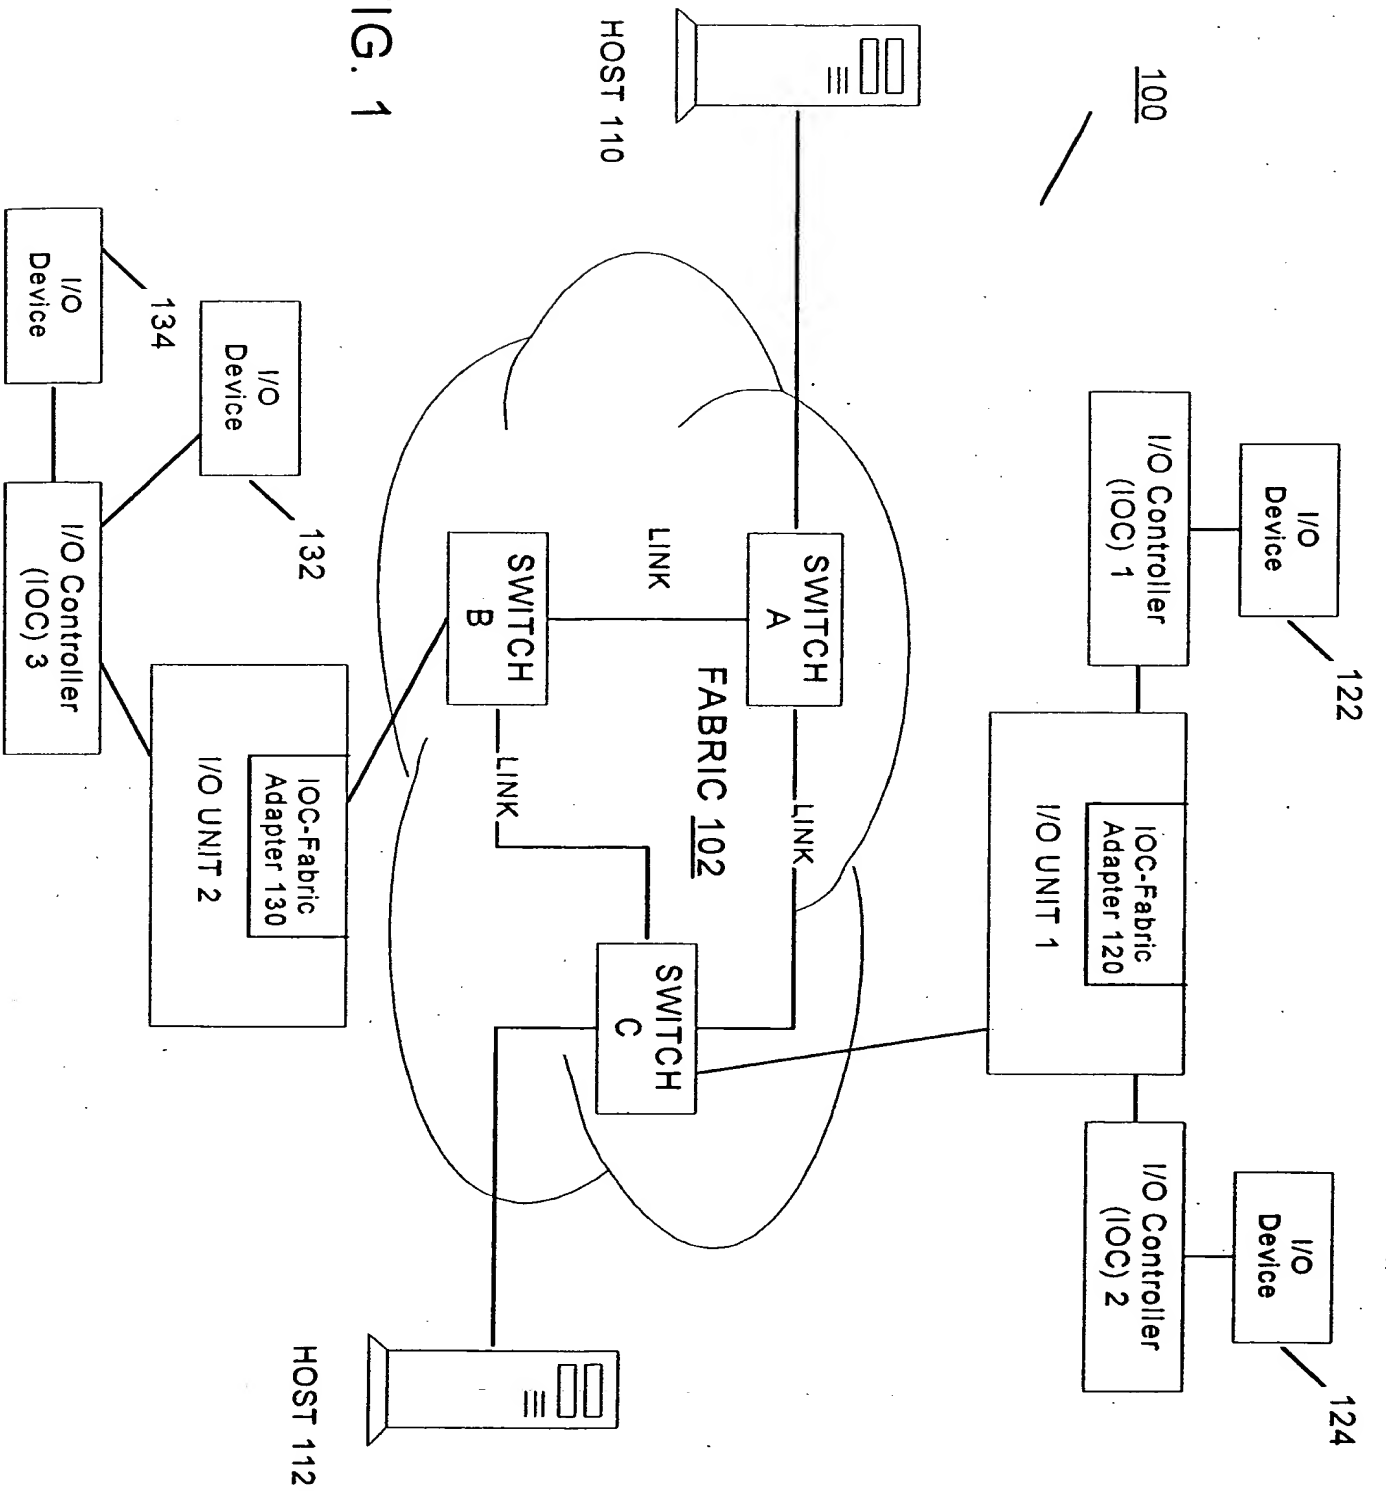 100
I/O
Device
122
I/O
Device
124
I/O Controller
(IOC) 1
IOC-Fabric
Adapter 120
I/O UNIT 1
I/O Controller
(IOC) 2
HOST 110
SWITCH
A
LINK
FABRIC 102
LINK
SWITCH
B
LINK
SWITCH
C
HOST 112
I/O
Device
132
I/O
Device
134
I/O Controller
(IOC) 3
IOC-Fabric
Adapter 130
I/O UNIT 2
IG. 1